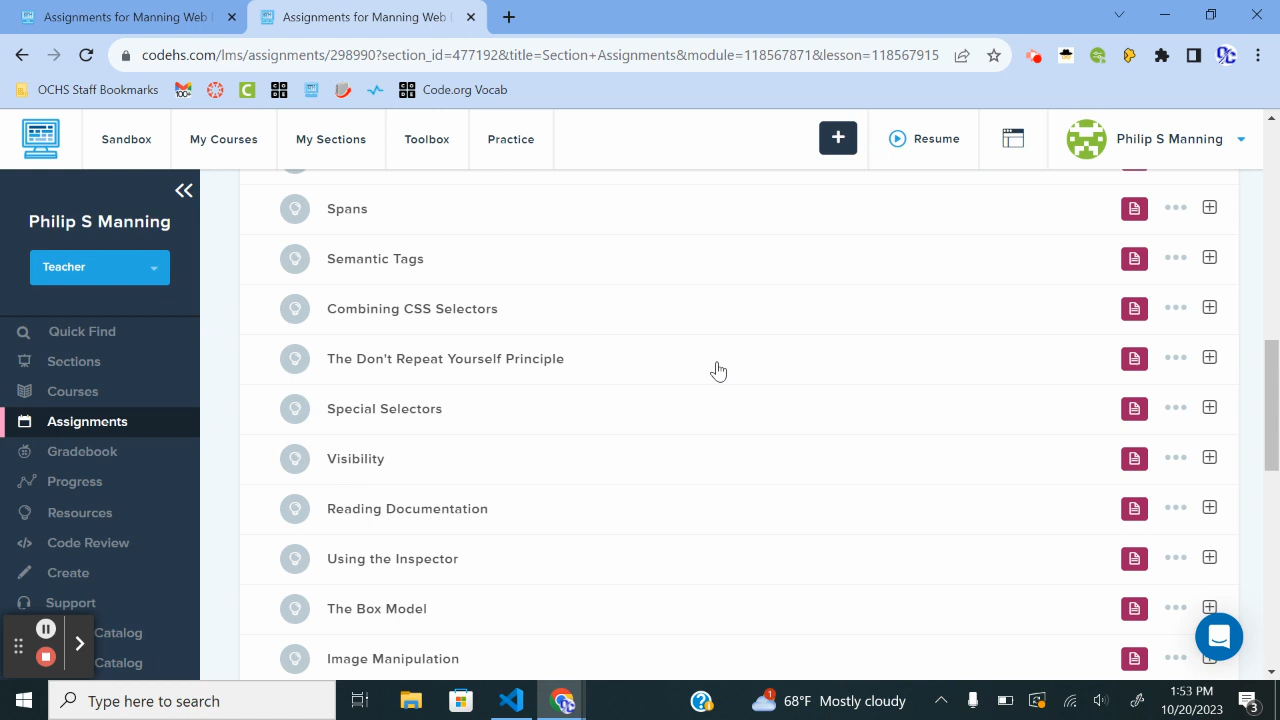 Assignments for Manning Web
Assignments for Manning Web
codehs.com/lms/assignments/298990?section_id=477192&title=Section+Assignments&module=118567871&lesson=118567915
OCHS Staff Bookmarks
Code.org Vocab
Sandbox
My Courses
My Sections
Toolbox
Practice
+
Resume
Philip S Manning
Philip S Manning
Teacher
Quick Find
Sections
Courses
Assignments
Gradebook
Progress
Resources
Code Review
Create
Support
Catalog
Catalog
Spans
Semantic Tags
Combining CSS Selectors
The Don't Repeat Yourself Principle
Special Selectors
Visibility
Reading Documentation
Using the Inspector
The Box Model
Image Manipulation
Type here to search
1
68°F Mostly cloudy
1:53 PM
10/20/2023
3